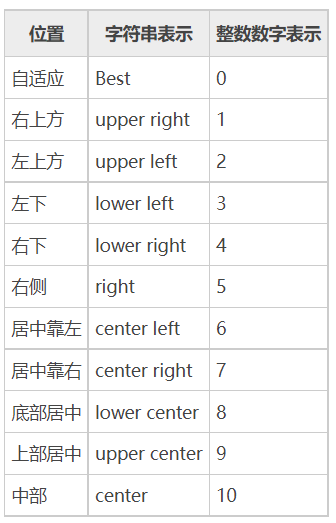 位置 字符串表示 整数数字表示
自适应 Best 0
右上方 upper right 1
左上方 upper left 2
左下 lower left 3
右下 lower right 4
右侧 right 5
居中靠左 center left 6
居中靠右 center right 7
底部居中 lower center 8
上部居中 upper center 9
中部 center 10